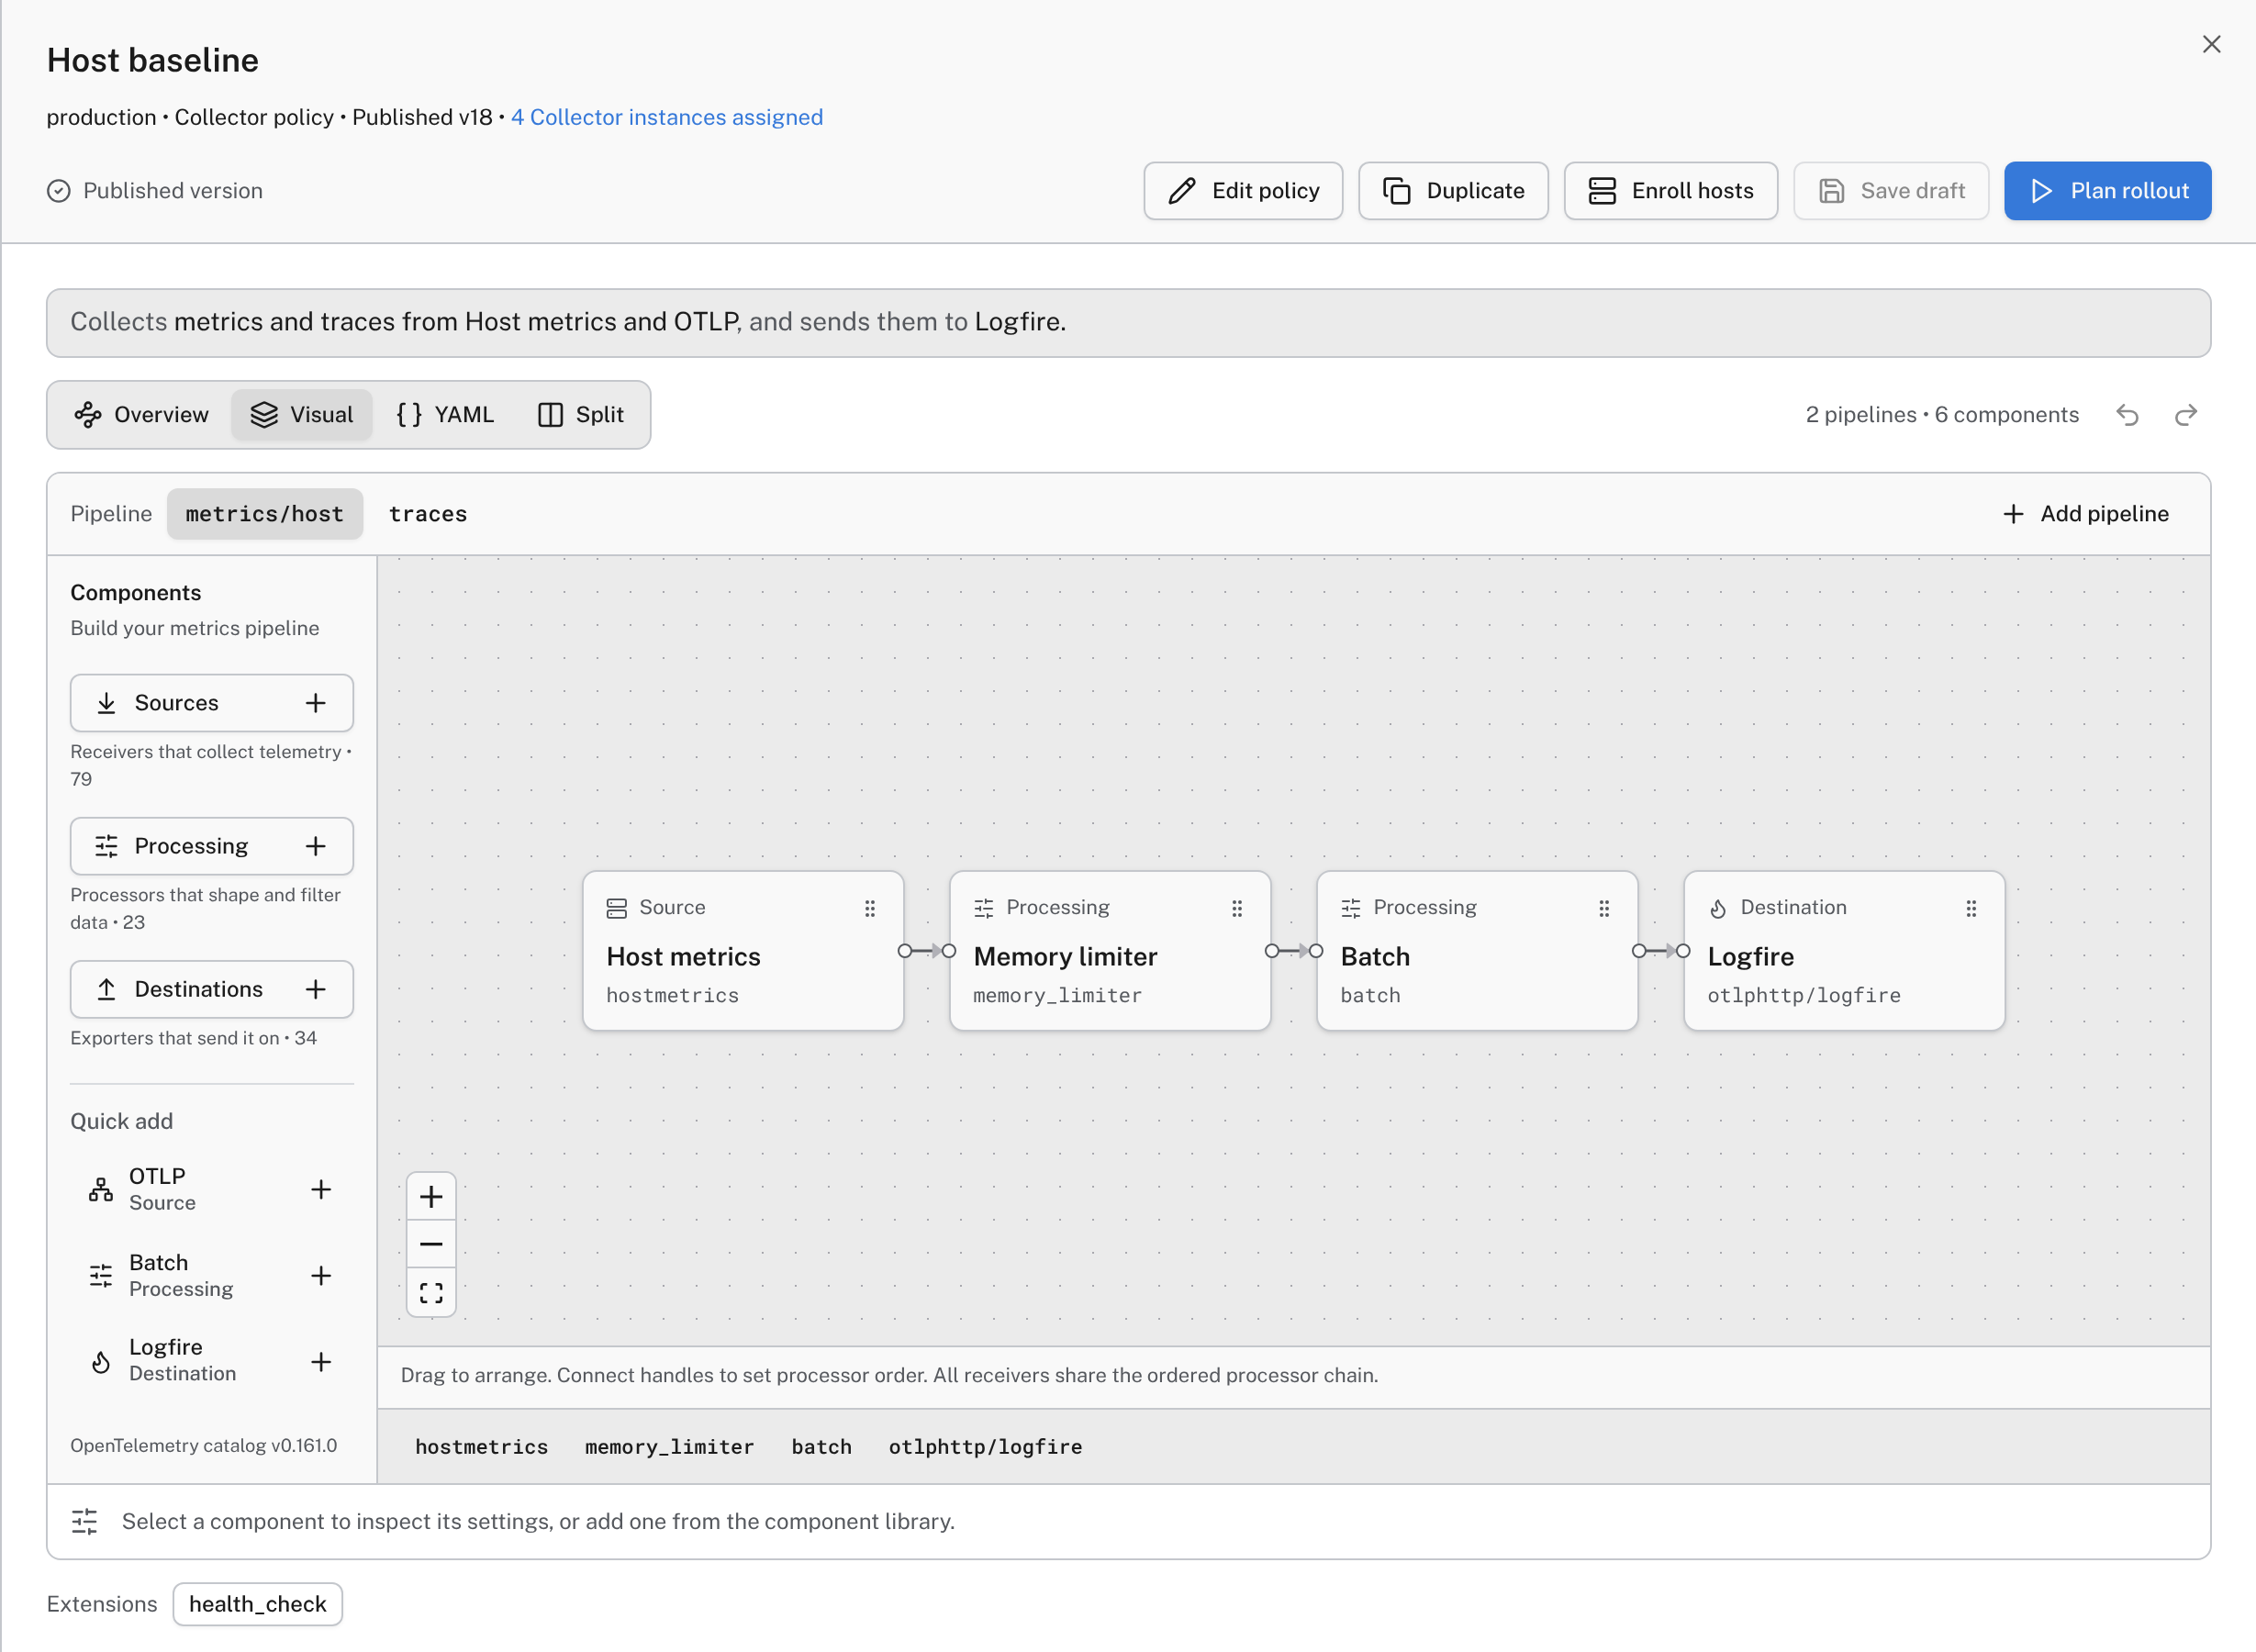 Host baseline
production • Collector policy • Published v18 • 4 Collector instances assigned
Published version
Edit policy
Duplicate
Enroll hosts
Save draft
Plan rollout
Collects metrics and traces from Host metrics and OTLP, and sends them to Logfire.
Overview
Visual
YAML
Split
2 pipelines • 6 components
Pipeline
metrics/host
traces
Add pipeline
Components
Build your metrics pipeline
Sources
Receivers that collect telemetry •
79
Processing
Processors that shape and filter
data • 23
Destinations
Exporters that send it on • 34
Quick add
OTLP
Source
Batch
Processing
Logfire
Destination
OpenTelemetry catalog v0.161.0
Source
Host metrics
hostmetrics
Processing
Memory limiter
memory_limiter
Processing
Batch
batch
Destination
Logfire
otlphttp/logfire
Drag to arrange. Connect handles to set processor order. All receivers share the ordered processor chain.
hostmetrics memory_limiter batch otlphttp/logfire
Select a component to inspect its settings, or add one from the component library.
Extensions
health_check